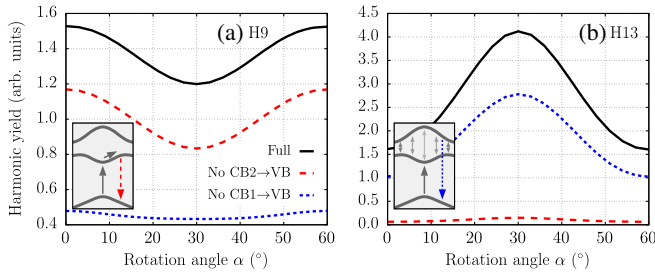 1.6
1.4
1.2
1.0
0.8
0.6
0.4
Harmonic yield (arb. units)
(a) H9
Full
No CB2→VB
No CB1→VB
0 10 20 30 40 50 60
Rotation angle α (°)
4.5
4.0
3.5
3.0
2.5
2.0
1.5
1.0
0.5
0.0
(b) H13
0 10 20 30 40 50 60
Rotation angle α (°)